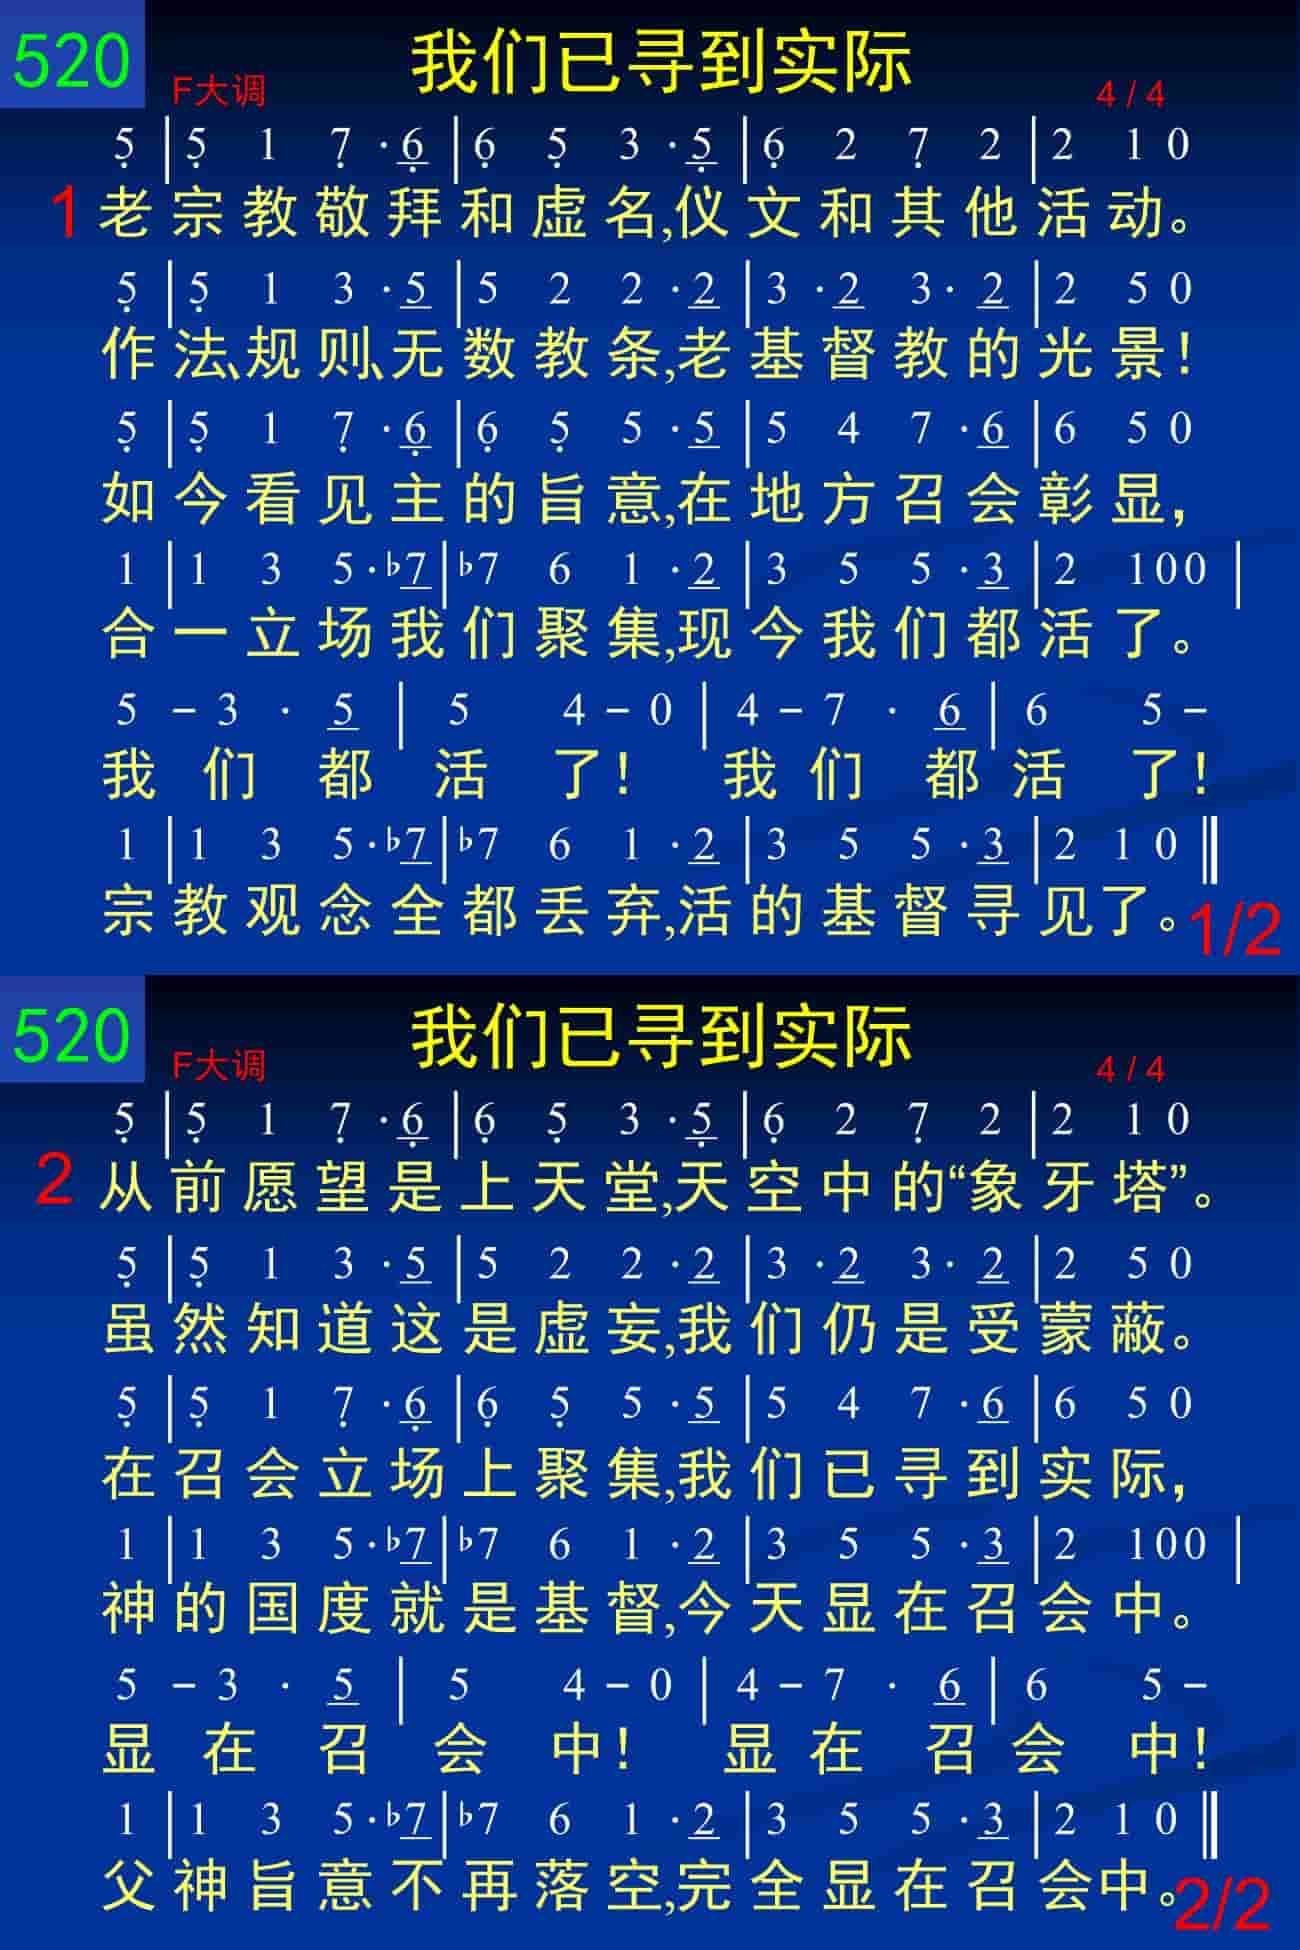 520
我们已寻到实际
F大调
4 / 4
5 | 5 1 7 · 6 | 6 5 3 · 5 | 6 2 7 2 | 2 1 0
1 老宗教敬拜和虚名,仪文和其他活动。
5 | 5 1 3 · 5 | 5 2 2 · 2 | 3 · 2 3 · 2 | 2 5 0
作法、规则、无数教条,老基督教的光景！
5 | 5 1 7 · 6 | 6 5 5 · 5 | 5 4 7 · 6 | 6 5 0
如今看见主的旨意,在地方召会彰显，
1 | 1 3 5 · ♭7 | ♭7 6 1 · 2 | 3 5 5 · 3 | 2 1 0 0 |
合一立场我们聚集,现今我们都活了。
5 – 3 · 5 | 5 4 – 0 | 4 – 7 · 6 | 6 5 –
我们都活了！ 我们都活了！
1 | 1 3 5 · ♭7 | ♭7 6 1 · 2 | 3 5 5 · 3 | 2 1 0 ‖
宗教观念全都丢弃,活的基督寻见了。
1/2
520
我们已寻到实际
F大调
4 / 4
5 | 5 1 7 · 6 | 6 5 3 · 5 | 6 2 7 2 | 2 1 0
2 从前愿望是上天堂,天空中的“象牙塔”。
5 | 5 1 3 · 5 | 5 2 2 · 2 | 3 · 2 3 · 2 | 2 5 0
虽然知道这是虚妄,我们仍是受蒙蔽。
5 | 5 1 7 · 6 | 6 5 5 · 5 | 5 4 7 · 6 | 6 5 0
在召会立场上聚集,我们已寻到实际，
1 | 1 3 5 · ♭7 | ♭7 6 1 · 2 | 3 5 5 · 3 | 2 1 0 0 |
神的国度就是基督,今天显在召会中。
5 – 3 · 5 | 5 4 – 0 | 4 – 7 · 6 | 6 5 –
显在召会中！ 显在召会中！
1 | 1 3 5 · ♭7 | ♭7 6 1 · 2 | 3 5 5 · 3 | 2 1 0 ‖
父神旨意不再落空,完全显在召会中。
2/2